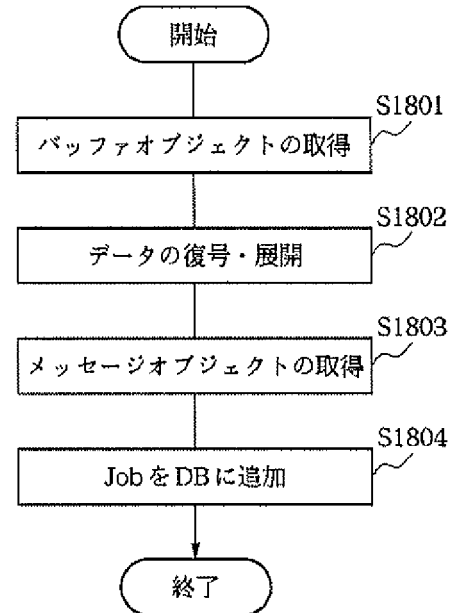 開始
S1801
バッファオブジェクトの取得
S1802
データの復号・展開
S1803
メッセージオブジェクトの取得
S1804
JobをDBに追加
終了